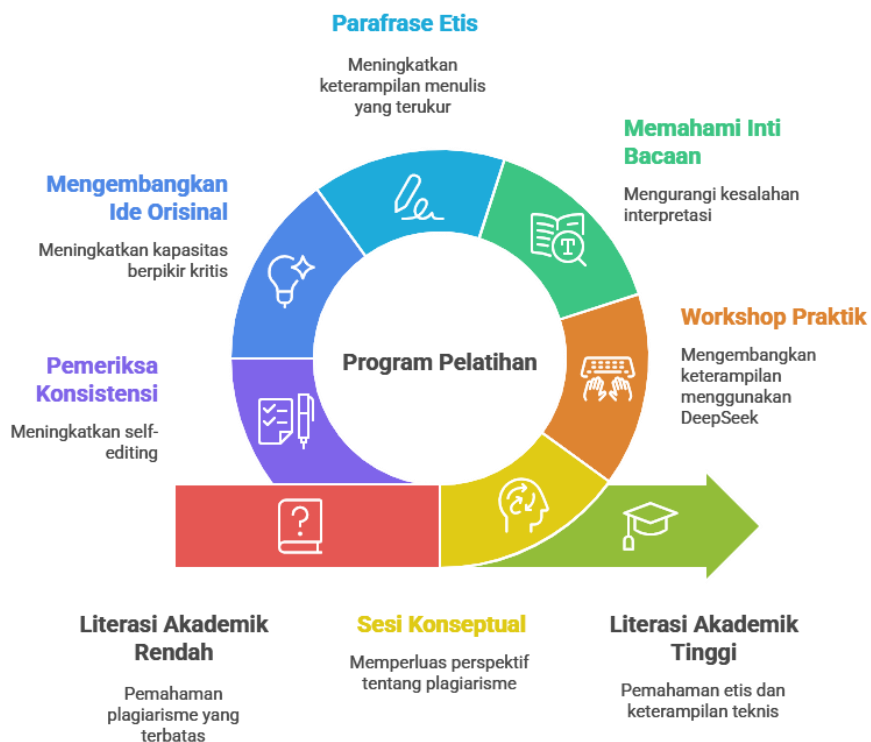 Parafrase Etis
Meningkatkan
keterampilan menulis
yang terukur
Memahami Inti
Bacaan
Mengurangi kesalahan
interpretasi
Mengembangkan
Ide Orisinal
Meningkatkan kapasitas
berpikir kritis
T
Workshop Praktik
Mengembangkan
keterampilan
menggunakan
DeepSeek
Program Pelatihan
Pemeriksa
Konsistensi
Meningkatkan self-
editing
?
Literasi Akademik
Rendah
Pemahaman
plagiarisme yang
terbatas
Sesi Konseptual
Memperluas perspektif
tentang plagiarisme
Literasi Akademik
Tinggi
Pemahaman etis dan
keterampilan teknis